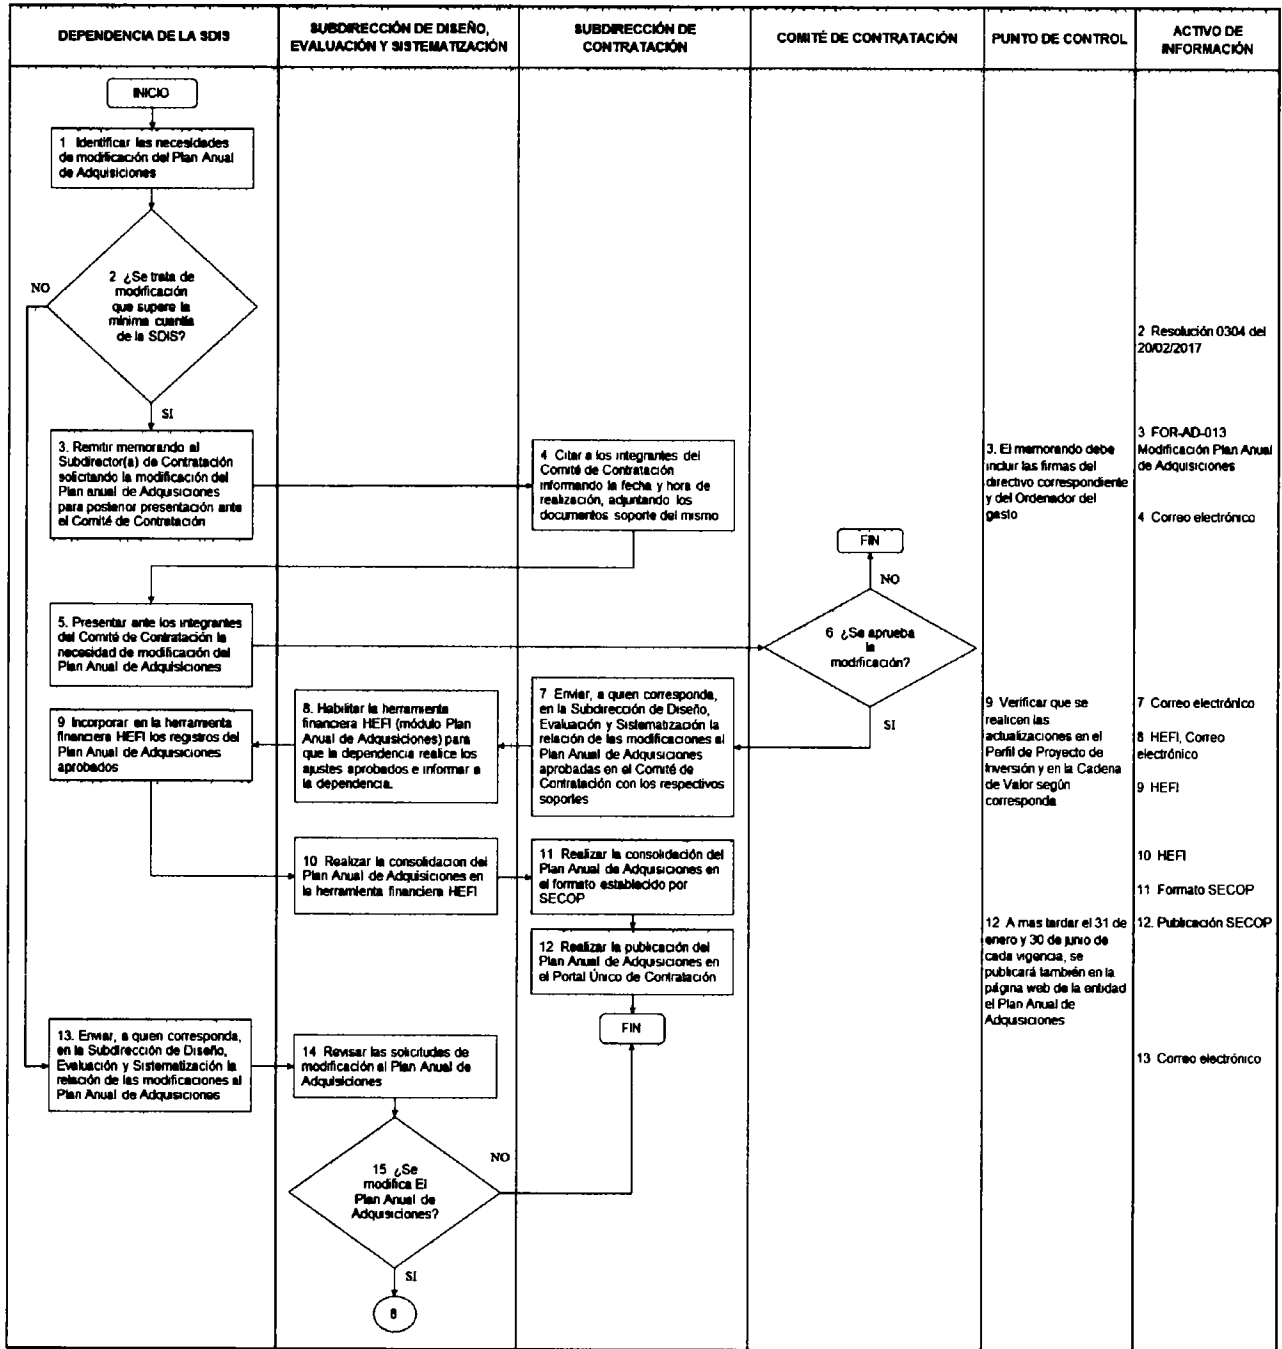 DEPENDENCIA DE LA SDIS
SUBDIRECCIÓN DE DISEÑO,
EVALUACIÓN Y SISTEMATIZACIÓN
SUBDIRECCIÓN DE
CONTRATACIÓN
COMITÉ DE CONTRATACIÓN
PUNTO DE CONTROL
ACTIVO DE
INFORMACIÓN
INICIO
1 Identificar las necesidades
de modificación del Plan Anual
de Adquisiciones
2 ¿Se trata de
modificación
que supere la
mínima cuantía
de la SDIS?
NO
SI
2 Resolución 0304 del
20/02/2017
3. Remitir memorando al
Subdirector(a) de Contratación
solicitando la modificación del
Plan anual de Adquisiciones
para posterior presentación ante
el Comité de Contratación
4 Citar a los integrantes del
Comité de Contratación
informando la fecha y hora de
realización, adjuntando los
documentos soporte del mismo
3. El memorando debe
incluir las firmas del
directivo correspondiente
y del Ordenador del
gasto
3 FOR-AD-013
Modificación Plan Anual
de Adquisiciones
4 Correo electrónico
FIN
NO
5. Presentar ante los integrantes
del Comité de Contratación la
necesidad de modificación del
Plan Anual de Adquisiciones
6 ¿Se aprueba
la
modificación?
SI
9 Incorporar en la herramienta
financiera HEFI los registros del
Plan Anual de Adquisiciones
aprobados
8. Habilitar la herramienta
financiera HEFI (módulo Plan
Anual de Adquisiciones) para
que la dependencia realice los
ajustes aprobados e informar a
la dependencia.
7 Enviar, a quien corresponda,
en la Subdirección de Diseño,
Evaluación y Sistematización la
relación de las modificaciones al
Plan Anual de Adquisiciones
aprobadas en el Comité de
Contratación con los respectivos
soportes
9 Verificar que se
realicen las
actualizaciones en el
Perfil de Proyecto de
Inversión y en la Cadena
de Valor según
corresponda
7 Correo electrónico
8 HEFI, Correo
electrónico
9 HEFI
10 Realizar la consolidacion del
Plan Anual de Adquisiciones en
la herramienta financiera HEFI
11 Realizar la consolidación del
Plan Anual de Adquisiciones en
el formato establecido por
SECOP
10 HEFI
11 Formato SECOP
12 Realizar la publicación del
Plan Anual de Adquisiciones en
el Portal Único de Contratación
12 A mas tardar el 31 de
enero y 30 de junio de
cada vigencia, se
publicará también en la
página web de la entidad
el Plan Anual de
Adquisiciones
12. Publicación SECOP
FIN
13. Enviar, a quien corresponda,
en la Subdirección de Diseño,
Evaluación y Sistematización la
relación de las modificaciones al
Plan Anual de Adquisiciones
14 Revisar las solicitudes de
modificación al Plan Anual de
Adquisiciones
13 Correo electrónico
15 ¿Se
modifica El
Plan Anual de
Adquisiciones?
NO
SI
8